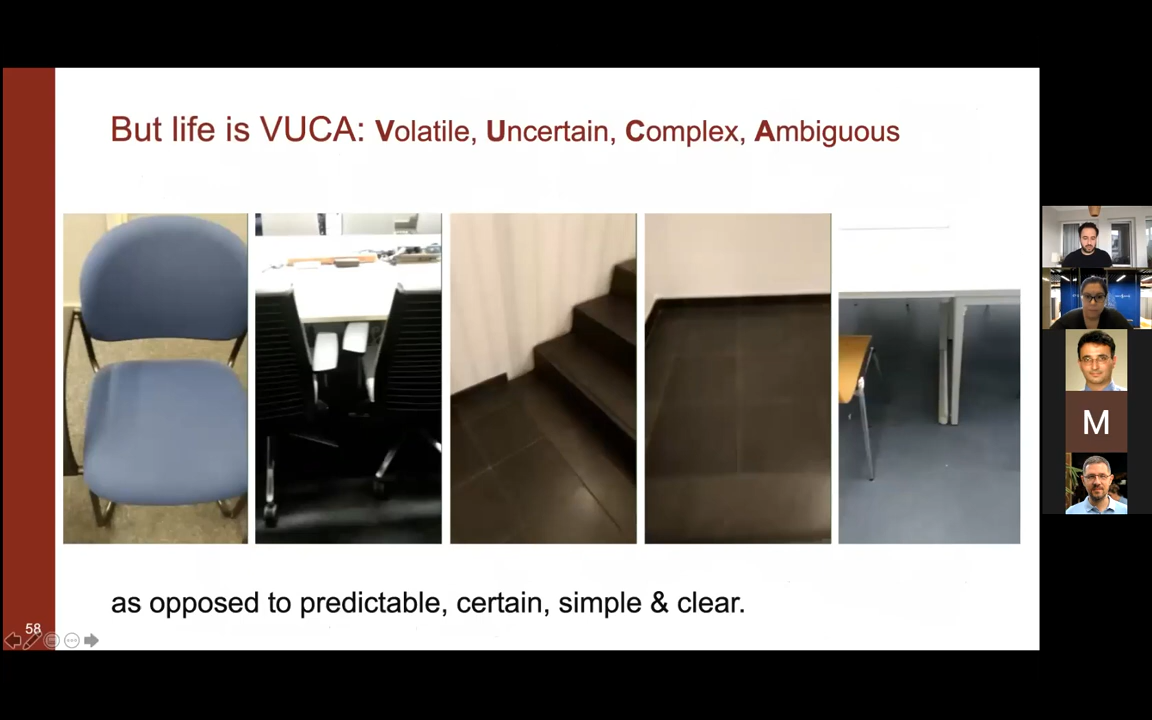 But life is VUCA: Volatile, Uncertain, Complex, Ambiguous
as opposed to predictable, certain, simple & clear.
58
M